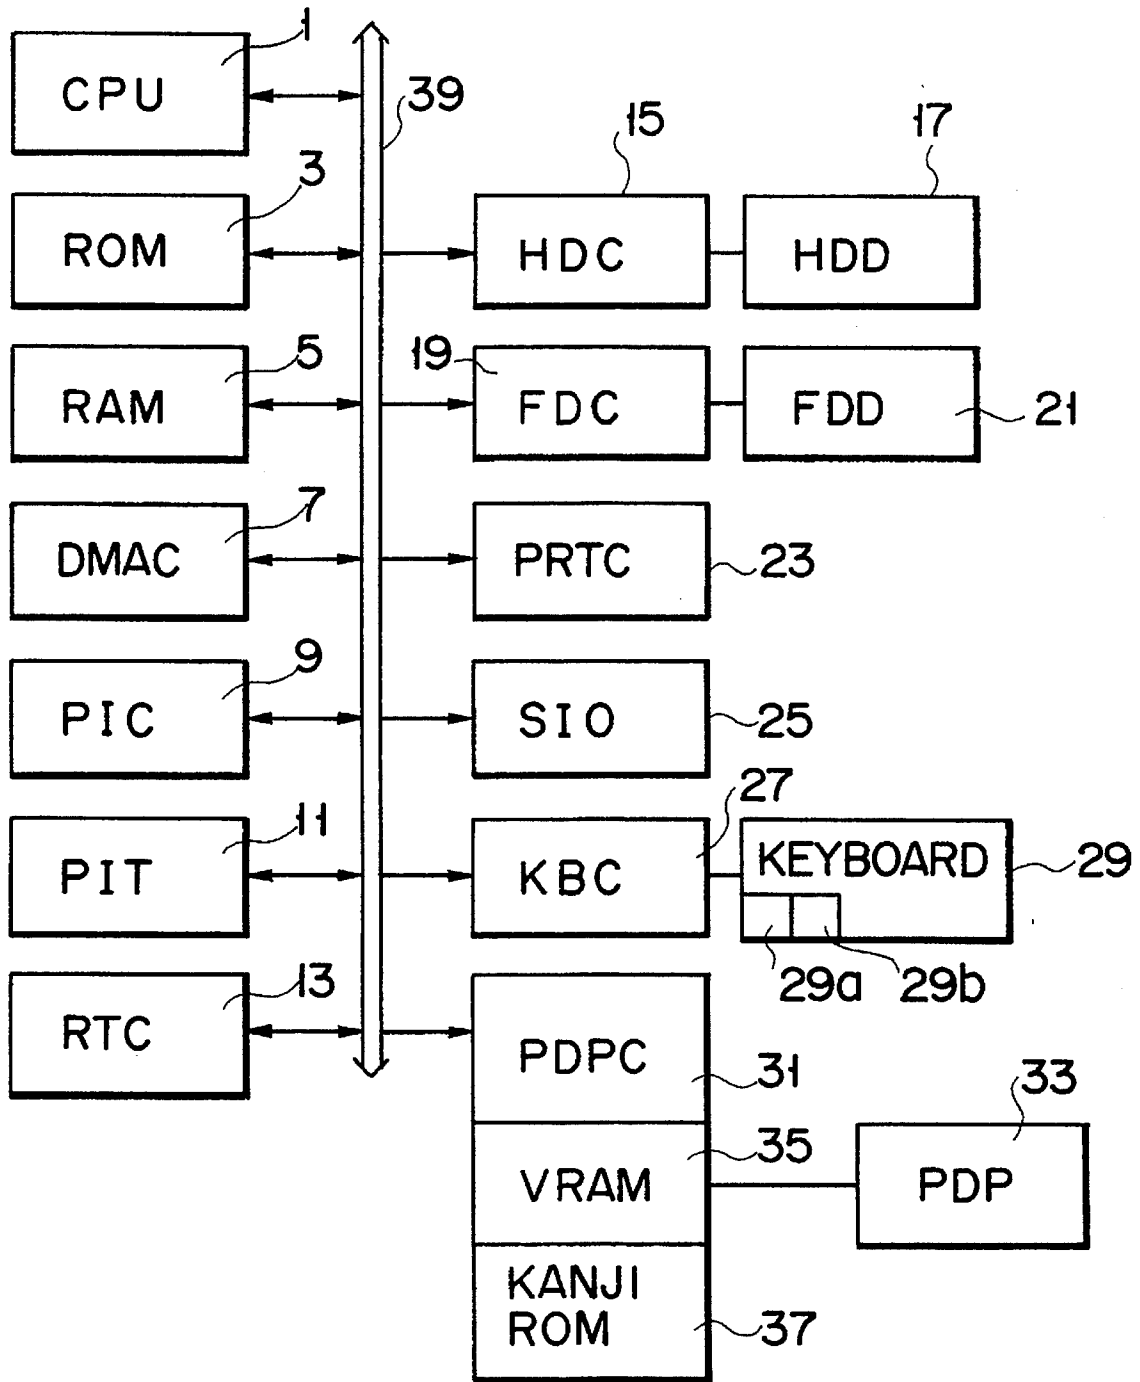 1
CPU
39
15
17
3
ROM
HDC
HDD
5
RAM
19
FDC
FDD
21
7
DMAC
PRTC
23
9
PIC
SIO
25
27
11
PIT
KBC
KEYBOARD
29
29a
29b
13
RTC
PDPC
31
33
35
VRAM
PDP
KANJI
ROM
37